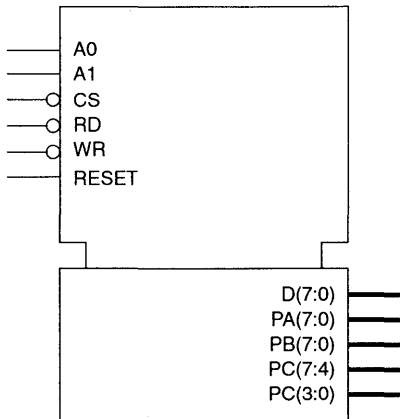 A0
A1
CS
RD
WR
RESET
D(7:0)
PA(7:0)
PB(7:0)
PC(7:4)
PC(3:0)